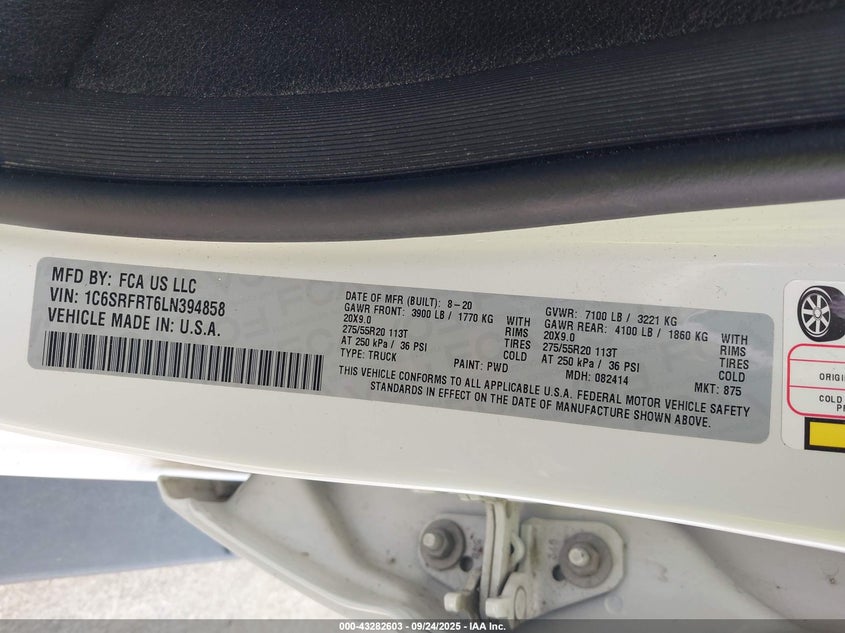 MFD BY: FCA US LLC
VIN: 1C6SRFRT6LN394858
VEHICLE MADE IN: U.S.A.
DATE OF MFR (BUILT): 8-20
GAWR FRONT: 3900 LB / 1770 KG WITH
20X9.0 RIMS
275/55R20 113T TIRES
AT 250 kPa / 36 PSI COLD
TYPE: TRUCK PAINT: PWD
GVWR: 7100 LB / 3221 KG
GAWR REAR: 4100 LB / 1860 KG WITH
20X9.0 RIMS
275/55R20 113T TIRES
AT 250 kPa / 36 PSI COLD
MDH: 082414 MKT: 875
THIS VEHICLE CONFORMS TO ALL APPLICABLE U.S.A. FEDERAL MOTOR VEHICLE SAFETY
STANDARDS IN EFFECT ON THE DATE OF MANUFACTURE SHOWN ABOVE.
COLD
000-43282603 - 09/24/2025 - IAA Inc.